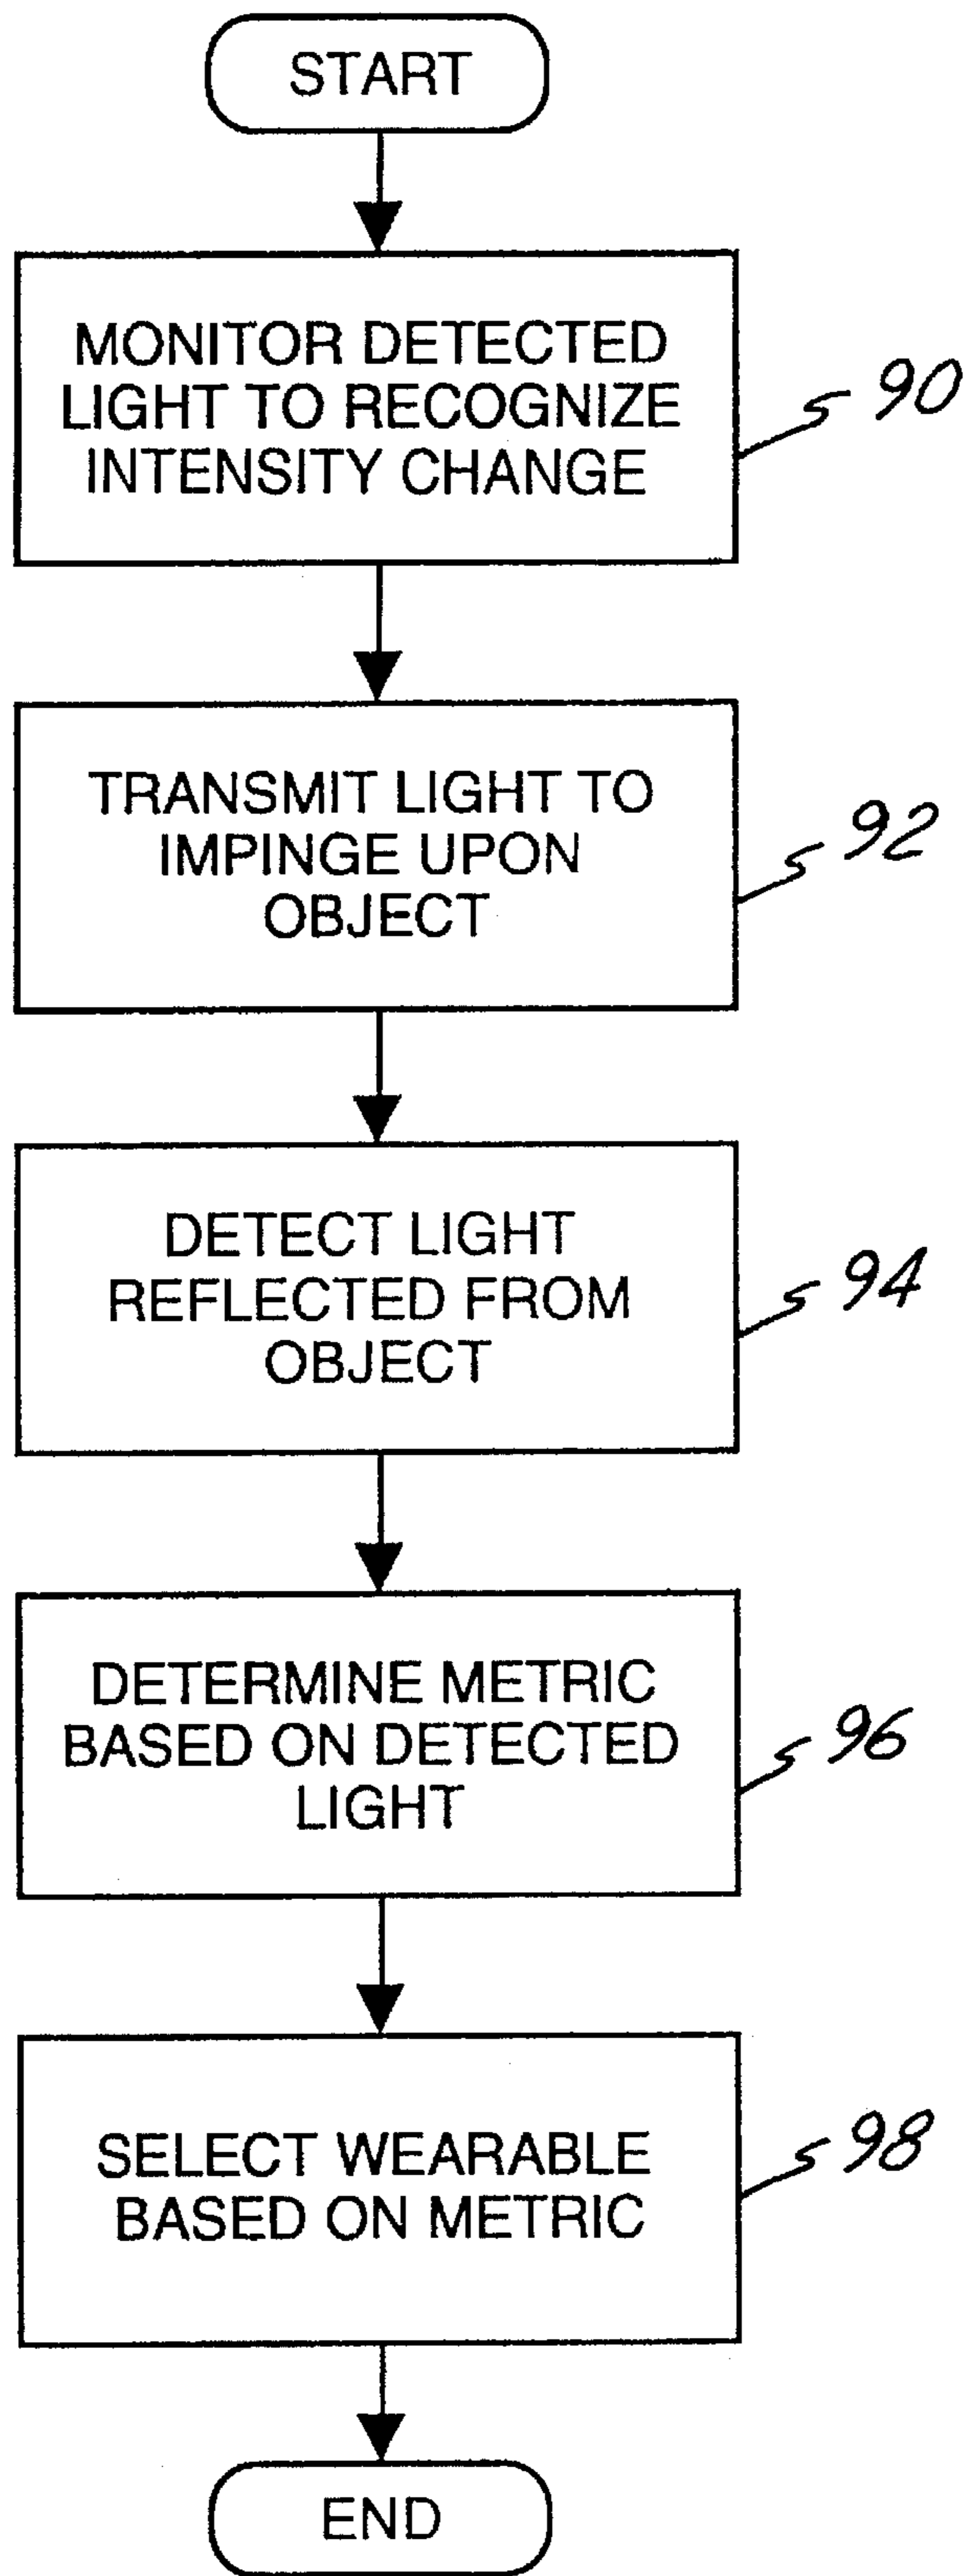 START
MONITOR DETECTED
LIGHT TO RECOGNIZE
INTENSITY CHANGE
90
TRANSMIT LIGHT TO
IMPINGE UPON
OBJECT
92
DETECT LIGHT
REFLECTED FROM
OBJECT
94
DETERMINE METRIC
BASED ON DETECTED
LIGHT
96
SELECT WEARABLE
BASED ON METRIC
98
END